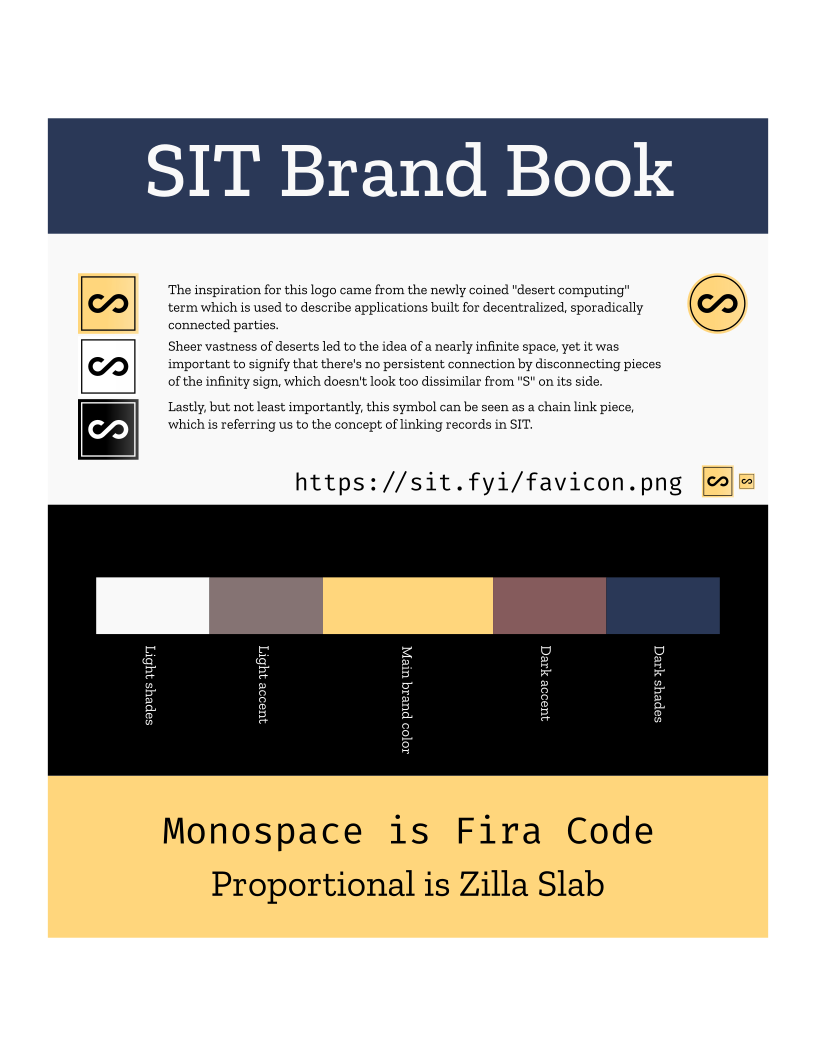 SIT Brand Book
The inspiration for this logo came from the newly coined "desert computing"
term which is used to describe applications built for decentralized, sporadically
connected parties.
Sheer vastness of deserts led to the idea of a nearly infinite space, yet it was
important to signify that there's no persistent connection by disconnecting pieces
of the infinity sign, which doesn't look too dissimilar from "S" on its side.
Lastly, but not least importantly, this symbol can be seen as a chain link piece,
which is referring us to the concept of linking records in SIT.
https://sit.fyi/favicon.png
Light shades
Light accent
Main brand color
Dark accent
Dark shades
Monospace is Fira Code
Proportional is Zilla Slab